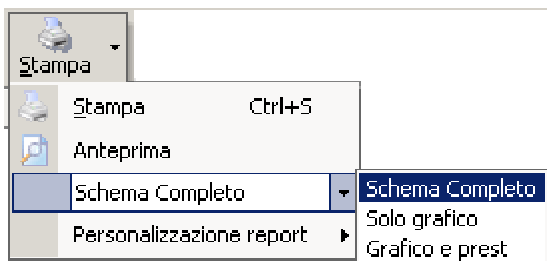 Stampa
Stampa Ctrl+S
Anteprima
Schema Completo
Personalizzazione report
Schema Completo
Solo grafico
Grafico e prest